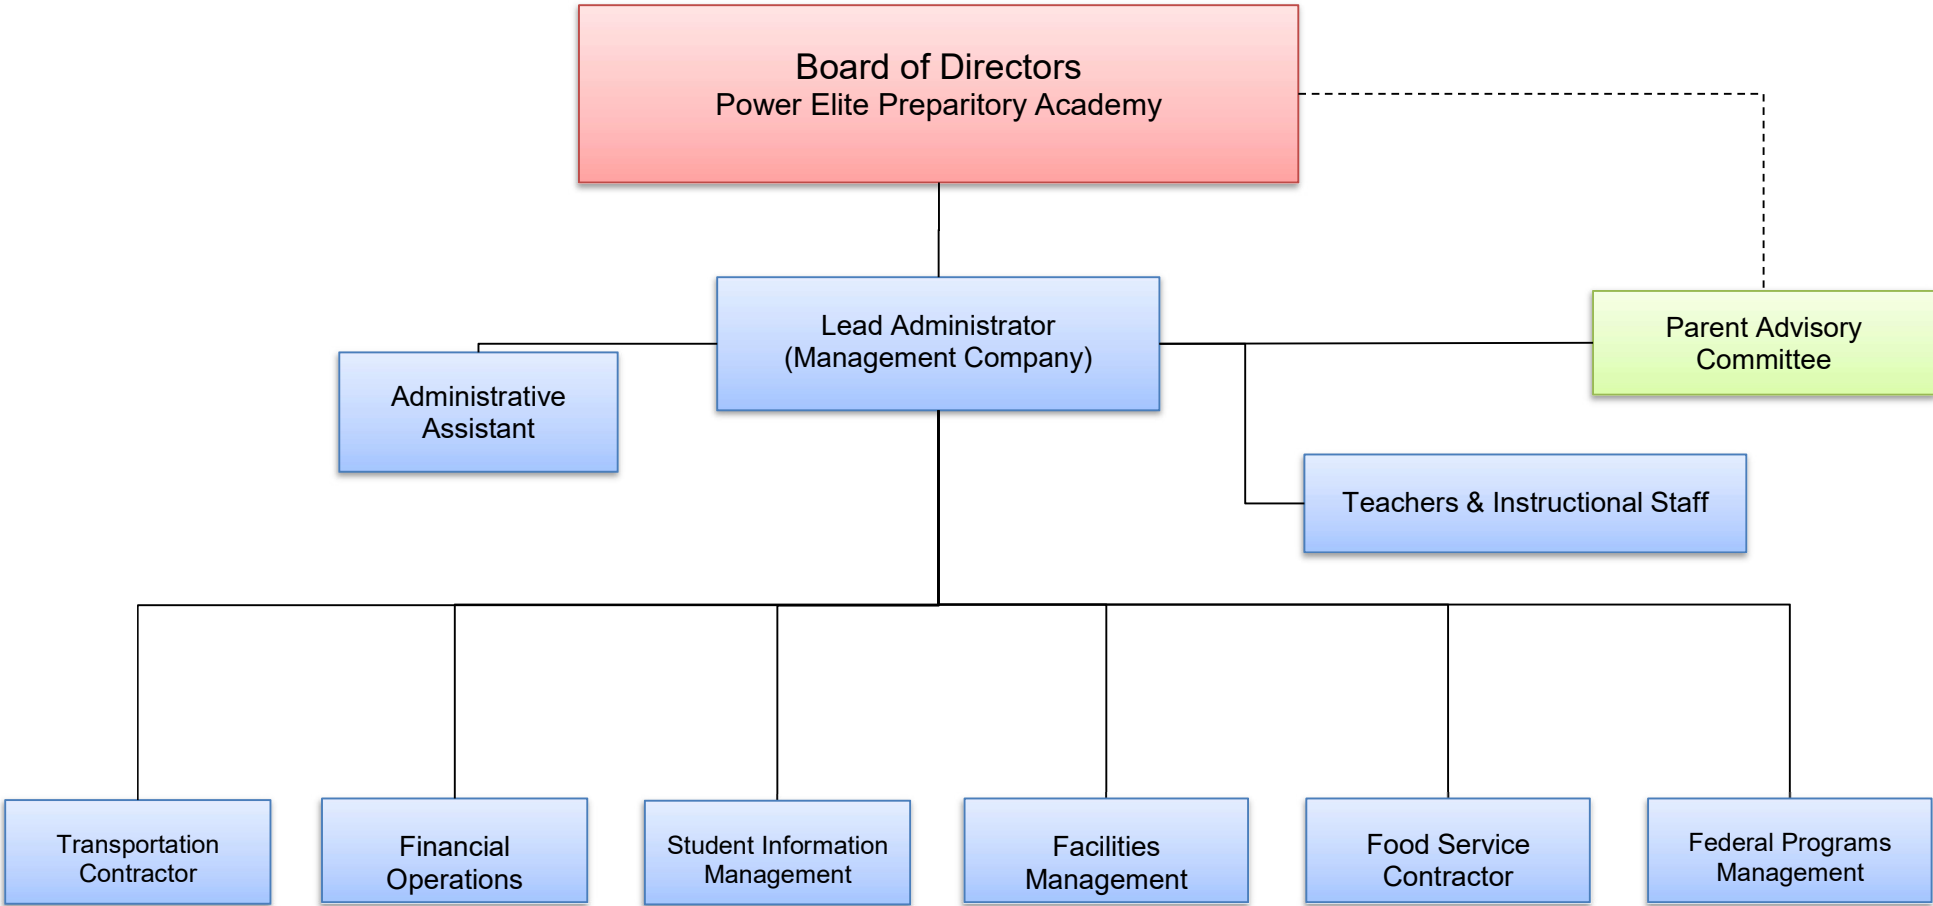 Board of Directors
Power Elite Preparitory Academy
Lead Administrator
(Management Company)
Parent Advisory
Committee
Administrative
Assistant
Teachers & Instructional Staff
Transportation
Contractor
Financial
Operations
Student Information
Management
Facilities
Management
Food Service
Contractor
Federal Programs
Management